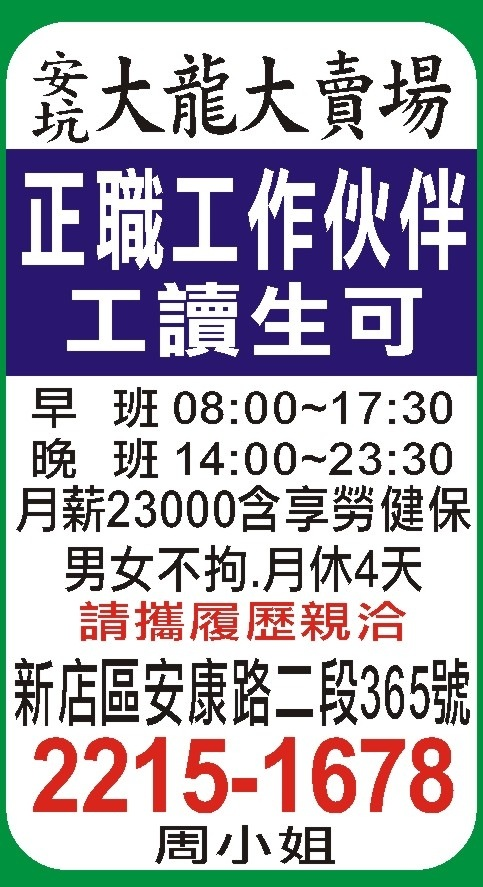 安坑大龍大賣場
正職工作伙伴
工讀生可
早 班 08:00~17:30
晚 班 14:00~23:30
月薪23000含享勞健保
男女不拘.月休4天
請攜履歷親洽
新店區安康路二段365號
2215-1678
周小姐